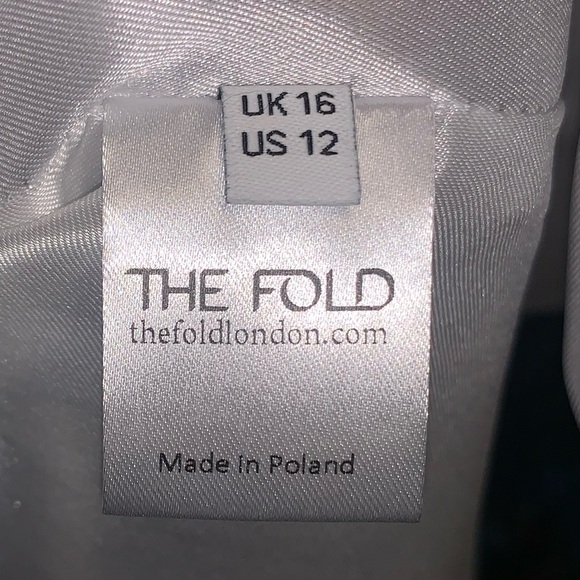 UK 16
US 12
THE FOLD
thefoldlondon.com
Made in Poland